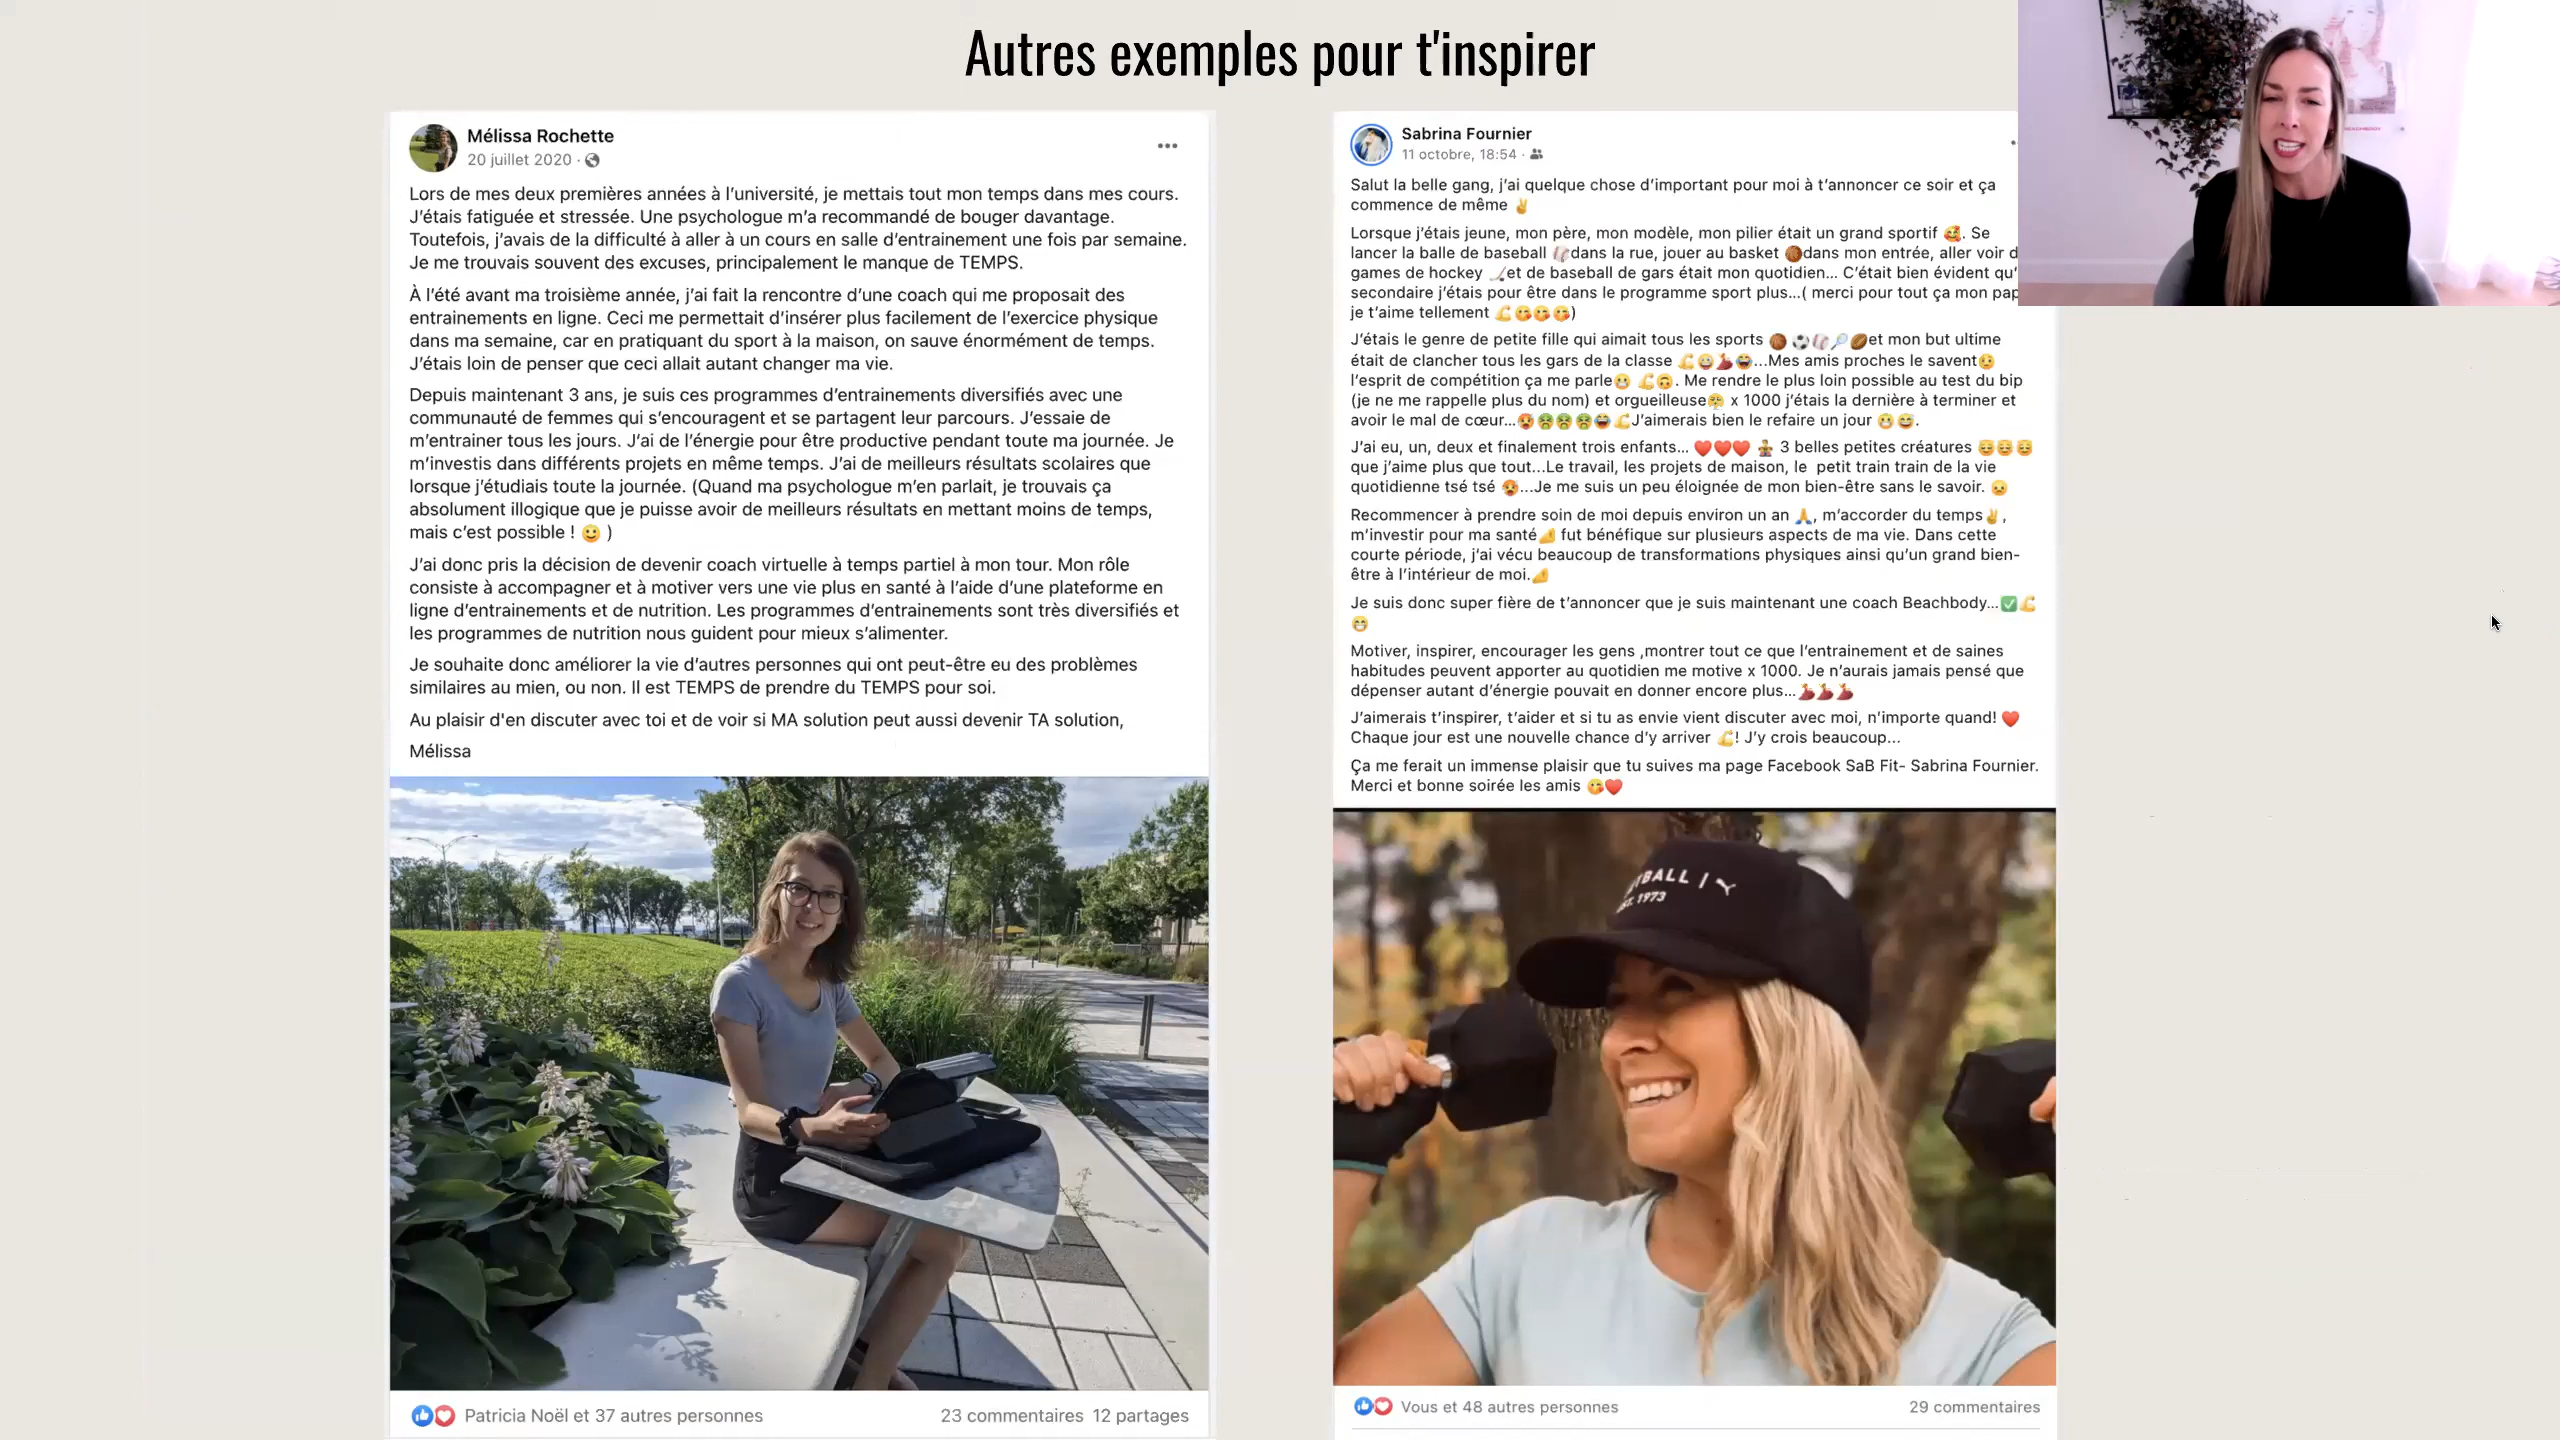 Autres exemples pour t'inspirer
Mélissa Rochette
20 juillet 2020 ·
Lors de mes deux premières années à l'université, je mettais tout mon temps dans mes cours.
J'étais fatiguée et stressée. Une psychologue m'a recommandé de bouger davantage.
Toutefois, j'avais de la difficulté à aller à un cours en salle d'entrainement une fois par semaine.
Je me trouvais souvent des excuses, principalement le manque de TEMPS.
À l'été avant ma troisième année, j'ai fait la rencontre d'une coach qui me proposait des
entrainements en ligne. Ceci me permettait d'insérer plus facilement de l'exercice physique
dans ma semaine, car en pratiquant du sport à la maison, on sauve énormément de temps.
J'étais loin de penser que ceci allait autant changer ma vie.
Depuis maintenant 3 ans, je suis ces programmes d'entrainements diversifiés avec une
communauté de femmes qui s'encouragent et se partagent leur parcours. J'essaie de
m'entrainer tous les jours. J'ai de l'énergie pour être productive pendant toute ma journée. Je
m'investis dans différents projets en même temps. J'ai de meilleurs résultats scolaires que
lorsque j'étudiais toute la journée. (Quand ma psychologue m'en parlait, je trouvais ça
absolument illogique que je puisse avoir de meilleurs résultats en mettant moins de temps,
mais c'est possible ! 🙂 )
J'ai donc pris la décision de devenir coach virtuelle à temps partiel à mon tour. Mon rôle
consiste à accompagner et à motiver vers une vie plus en santé à l'aide d'une plateforme en
ligne d'entrainements et de nutrition. Les programmes d'entrainements sont très diversifiés et
les programmes de nutrition nous guident pour mieux s'alimenter.
Je souhaite donc améliorer la vie d'autres personnes qui ont peut-être eu des problèmes
similaires au mien, ou non. Il est TEMPS de prendre du TEMPS pour soi.
Au plaisir d'en discuter avec toi et de voir si MA solution peut aussi devenir TA solution,
Mélissa
Patricia Noël et 37 autres personnes
23 commentaires 12 partages
Sabrina Fournier
11 octobre, 18:54 ·
Salut la belle gang, j'ai quelque chose d'important pour moi à t'annoncer ce soir et ça
commence de même ✌️
Lorsque j'étais jeune, mon père, mon modèle, mon pilier était un grand sportif 🥰. Se
lancer la balle de baseball ⚾dans la rue, jouer au basket 🏀dans mon entrée, aller voir d
games de hockey 🏒et de baseball de gars était mon quotidien... C'était bien évident qu'
secondaire j'étais pour être dans le programme sport plus...( merci pour tout ça mon pap
je t'aime tellement 💪😋😋😋)
J'étais le genre de petite fille qui aimait tous les sports 🏀⚽⚾🎾🏉et mon but ultime
était de clancher tous les gars de la classe 💪😄💃😂...Mes amis proches le savent😉
l'esprit de compétition ça me parle😬 💪🙃. Me rendre le plus loin possible au test du bip
(je ne me rappelle plus du nom) et orgueilleuse😤 x 1000 j'étais la dernière à terminer et
avoir le mal de cœur...🥵🤮🤮🤮😂💪J'aimerais bien le refaire un jour 😬😅.
J'ai eu, un, deux et finalement trois enfants... ❤️❤️❤️ 🤱 3 belles petites créatures 😇😇😇
que j'aime plus que tout...Le travail, les projets de maison, le petit train train de la vie
quotidienne tsé tsé 🥵...Je me suis un peu éloignée de mon bien-être sans le savoir. 😞
Recommencer à prendre soin de moi depuis environ un an 🙏, m'accorder du temps✌️,
m'investir pour ma santé🤌 fut bénéfique sur plusieurs aspects de ma vie. Dans cette
courte période, j'ai vécu beaucoup de transformations physiques ainsi qu'un grand bien-
être à l'intérieur de moi.🤌
Je suis donc super fière de t'annoncer que je suis maintenant une coach Beachbody...✅💪
😁
Motiver, inspirer, encourager les gens ,montrer tout ce que l'entrainement et de saines
habitudes peuvent apporter au quotidien me motive x 1000. Je n'aurais jamais pensé que
dépenser autant d'énergie pouvait en donner encore plus...💃💃💃
J'aimerais t'inspirer, t'aider et si tu as envie vient discuter avec moi, n'importe quand! ❤️
Chaque jour est une nouvelle chance d'y arriver 💪! J'y crois beaucoup...
Ça me ferait un immense plaisir que tu suives ma page Facebook SaB Fit- Sabrina Fournier.
Merci et bonne soirée les amis 😋❤️
1973
Vous et 48 autres personnes
29 commentaires